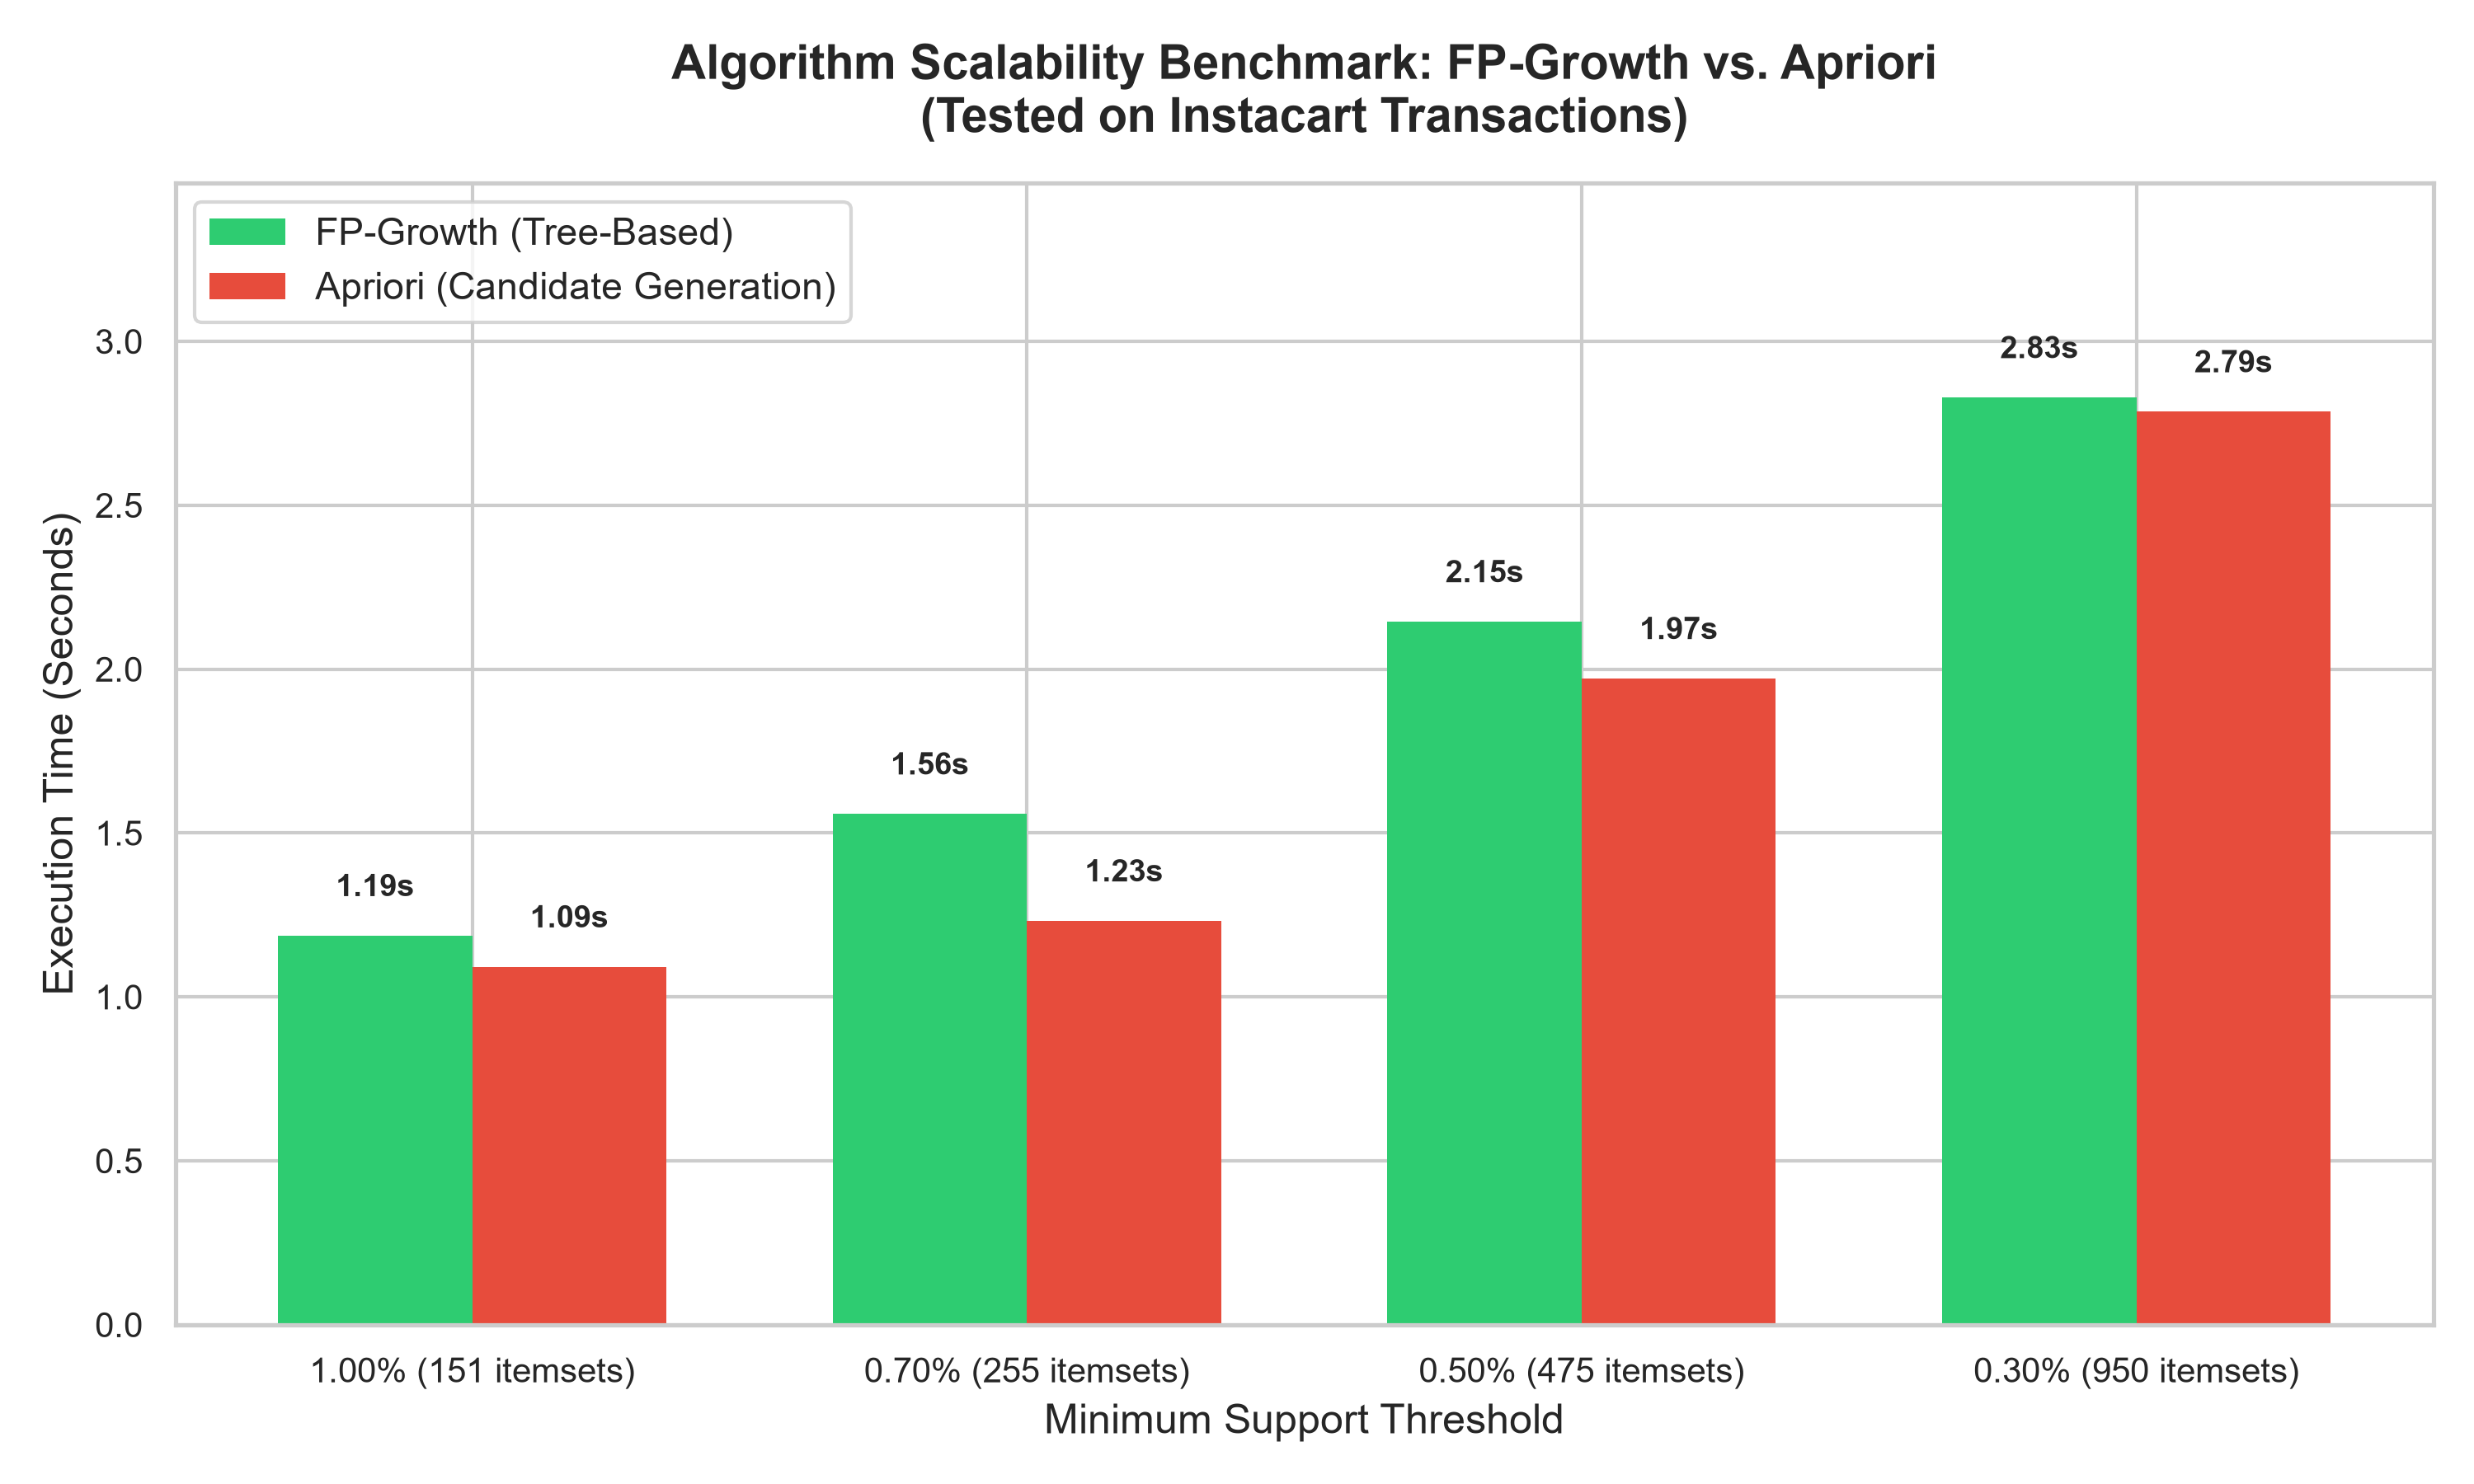 Algorithm Scalability Benchmark: FP-Growth vs. Apriori
(Tested on Instacart Transactions)
FP-Growth (Tree-Based)
Apriori (Candidate Generation)
Execution Time (Seconds)
3.0
2.5
2.0
1.5
1.0
0.5
0.0
1.19s
1.09s
1.56s
1.23s
2.15s
1.97s
2.83s
2.79s
1.00% (151 itemsets)
0.70% (255 itemsets)
0.50% (475 itemsets)
0.30% (950 itemsets)
Minimum Support Threshold